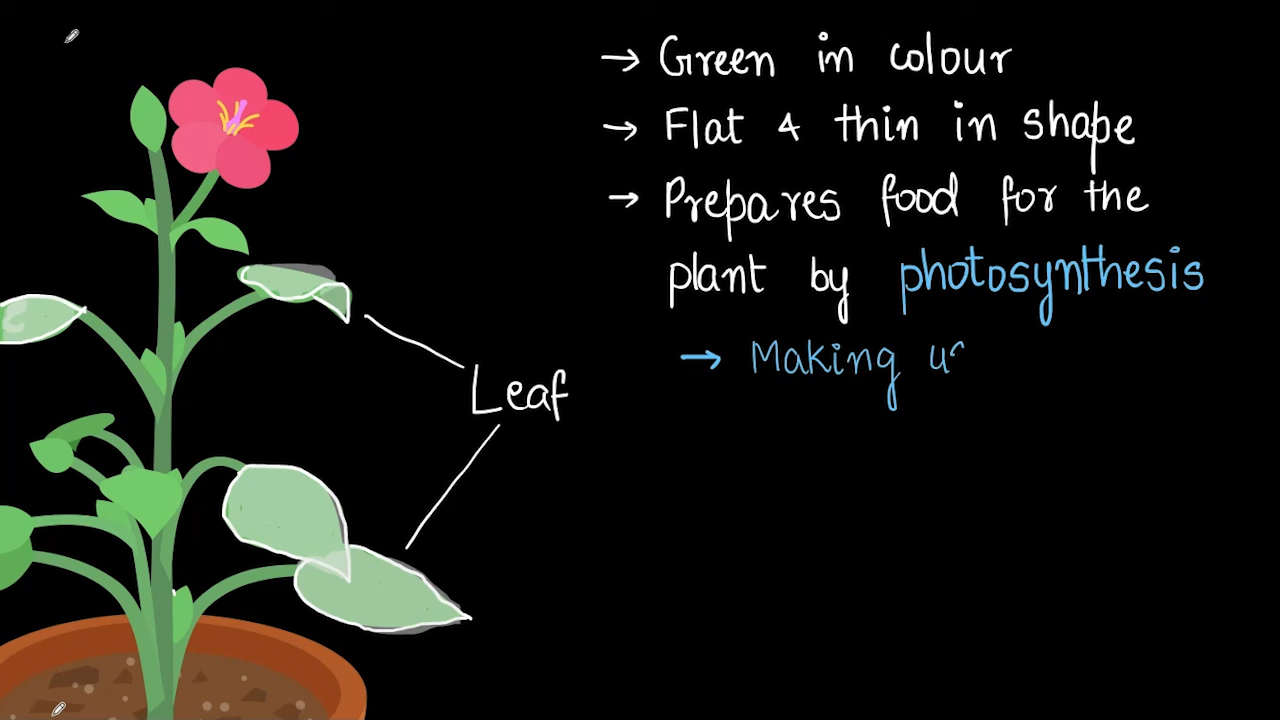 → Green in colour
→ Flat & thin in shape
→ Prepares food for the
plant by photosynthesis
→ Making
Leaf